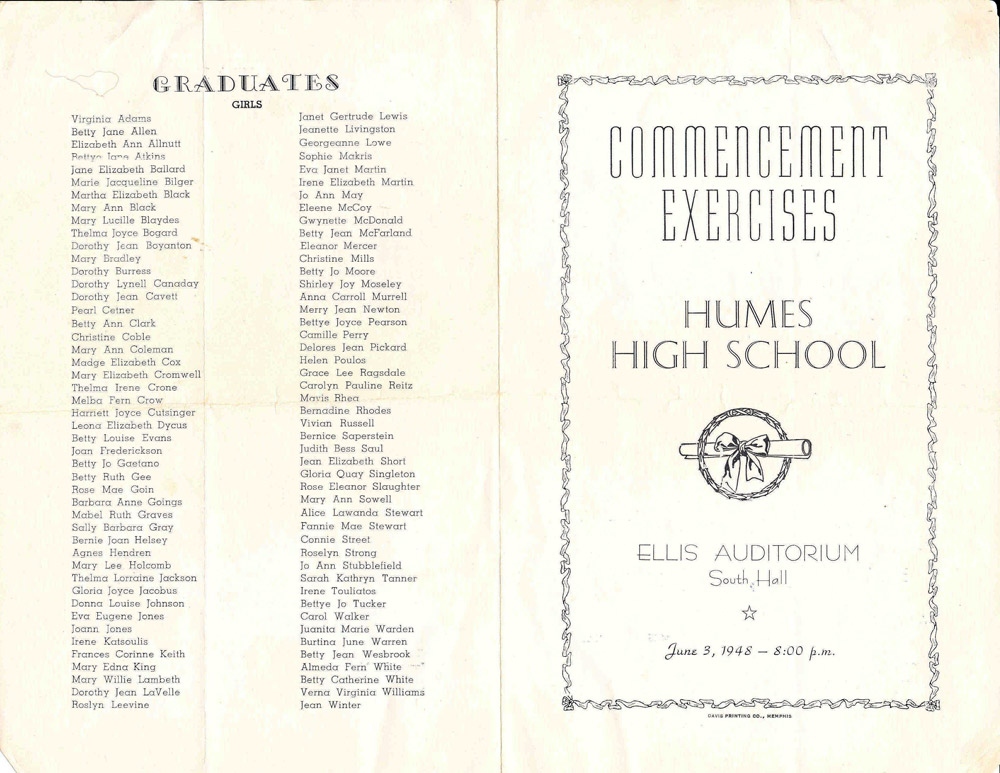 GRADUATES
GIRLS
Virginia Adams
Betty Jane Allen
Elizabeth Ann Allnutt
Bettye Jane Atkins
Jane Elizabeth Ballard
Marie Jacqueline Bilger
Martha Elizabeth Black
Mary Ann Black
Mary Lucille Blaydes
Thelma Joyce Bogard
Dorothy Jean Boyanton
Mary Bradley
Dorothy Burress
Dorothy Lynell Canaday
Dorothy Jean Cavett
Pearl Cetner
Betty Ann Clark
Christine Coble
Mary Ann Coleman
Madge Elizabeth Cox
Mary Elizabeth Cromwell
Thelma Irene Crone
Melba Fern Crow
Harriett Joyce Cutsinger
Leona Elizabeth Dycus
Betty Louise Evans
Joan Frederickson
Betty Jo Gaetano
Betty Ruth Gee
Rose Mae Goin
Barbara Anne Goings
Mabel Ruth Graves
Sally Barbara Gray
Bernie Joan Helsey
Agnes Hendren
Mary Lee Holcomb
Thelma Lorraine Jackson
Gloria Joyce Jacobus
Donna Louise Johnson
Eva Eugene Jones
Joann Jones
Irene Katsoulis
Frances Corinne Keith
Mary Edna King
Mary Willie Lambeth
Dorothy Jean LaVelle
Roslyn Leevine
Janet Gertrude Lewis
Jeanette Livingston
Georgeanne Lowe
Sophie Makris
Eva Janet Martin
Irene Elizabeth Martin
Jo Ann May
Eleene McCoy
Gwynette McDonald
Betty Jean McFarland
Eleanor Mercer
Christine Mills
Betty Jo Moore
Shirley Joy Moseley
Anna Carroll Murrell
Merry Jean Newton
Bettye Joyce Pearson
Camille Perry
Delores Jean Pickard
Helen Poulos
Grace Lee Ragsdale
Carolyn Pauline Reitz
Mavis Rhea
Bernadine Rhodes
Vivian Russell
Bernice Saperstein
Judith Bess Saul
Jean Elizabeth Short
Gloria Quay Singleton
Rose Eleanor Slaughter
Mary Ann Sowell
Alice Lawanda Stewart
Fannie Mae Stewart
Connie Street
Roselyn Strong
Jo Ann Stubblefield
Sarah Kathryn Tanner
Irene Touliatos
Bettye Jo Tucker
Carol Walker
Juanita Marie Warden
Burtina June Warren
Betty Jean Wesbrook
Almeda Fern White
Betty Catherine White
Verna Virginia Williams
Jean Winter
COMMENCEMENT
EXERCISES
HUMES
HIGH SCHOOL
ELLIS AUDITORIUM
South Hall
June 3, 1948 — 8:00 p.m.
DAVIS PRINTING CO., MEMPHIS